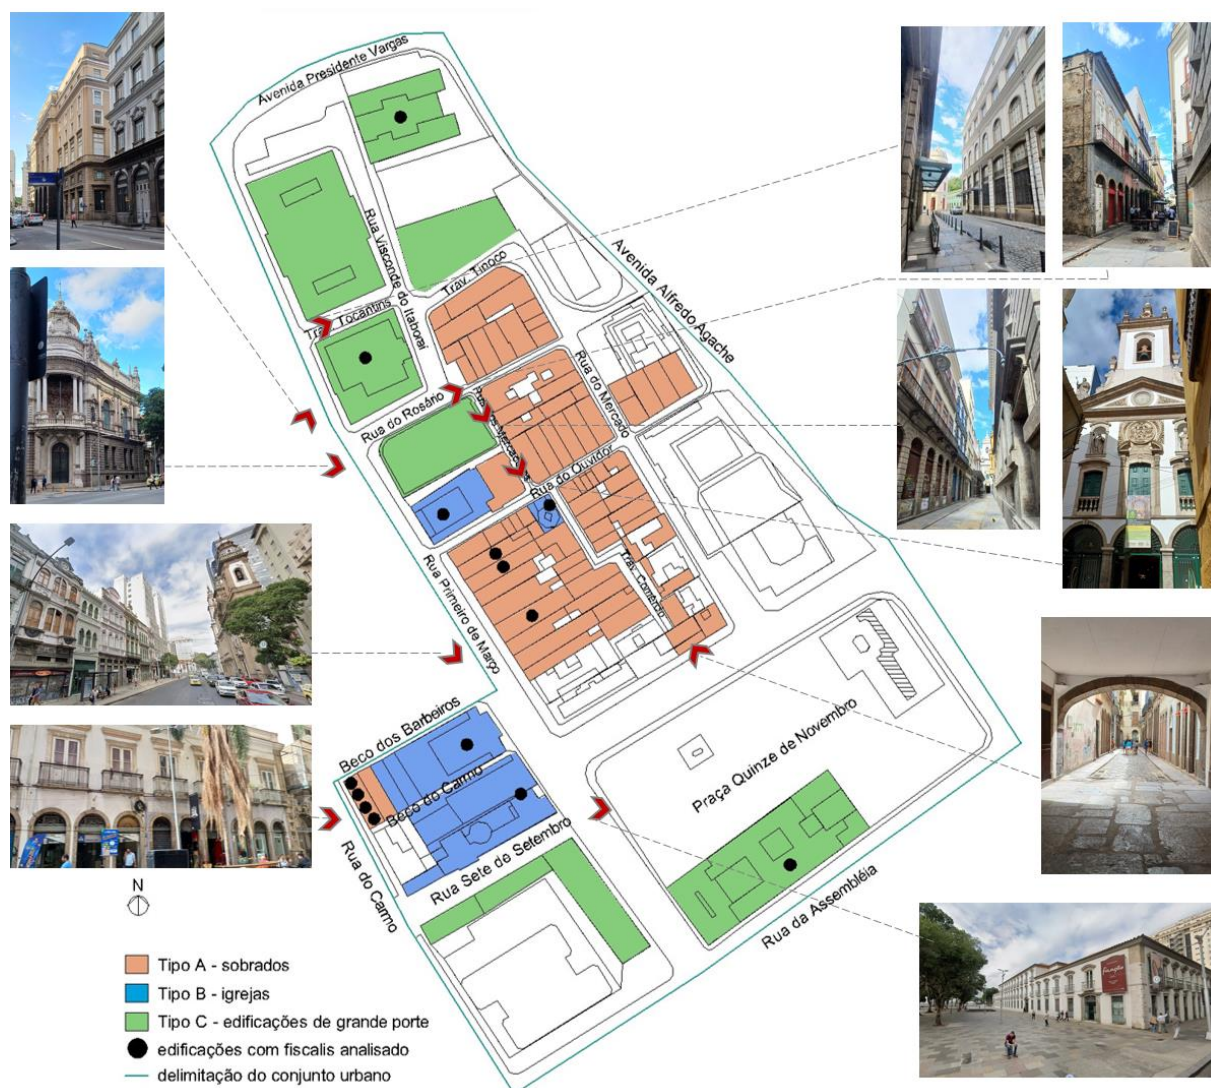 Avenida Presidente Vargas
Rua Visconde do Itaboraí
Trav. Tinoco
Avenida Alfredo Agache
Trav. Tocantins
Rua do Rosário
Rua do Mercado
Rua do Ouvidor
Rua Primeiro de Março
Trav. Comércio
Beco dos Barbeiros
Beco do Carmo
Rua Sete de Setembro
Rua do Carmo
Praça Quinze de Novembro
Rua da Assembléia
N
Tipo A - sobrados
Tipo B - igrejas
Tipo C - edificações de grande porte
edificações com fiscalis analisado
delimitação do conjunto urbano